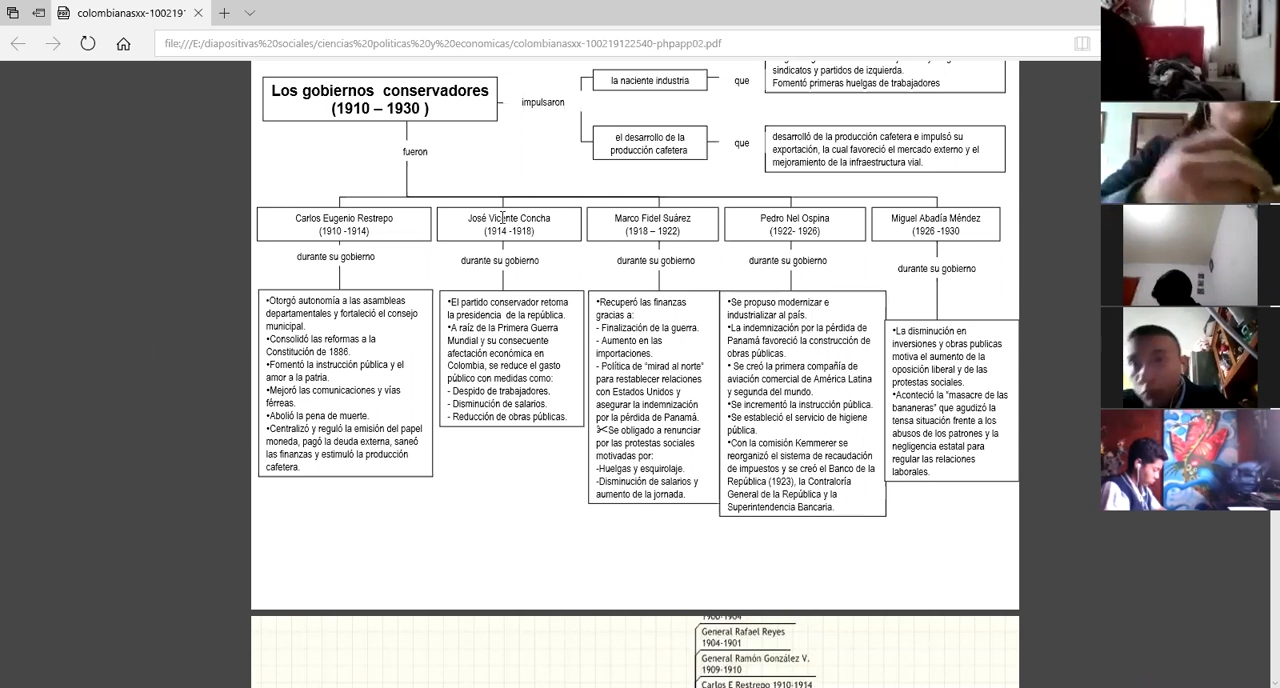 colombianasxx-10021912
file:///E:/diapositivas%20sociales/ciencias%20politicas%20y%20economicas/colombianasxx-100219122540-phpapp02.pdf
sindicatos y partidos de izquierda.
Fomentó primeras huelgas de trabajadores
la naciente industria
que
Los gobiernos conservadores
(1910 – 1930 )
impulsaron
el desarrollo de la
producción cafetera
que
desarrolló de la producción cafetera e impulsó su
exportación, la cual favoreció el mercado externo y el
mejoramiento de la infraestructura vial.
fueron
Carlos Eugenio Restrepo
(1910 -1914)
José Vicente Concha
(1914 -1918)
Marco Fidel Suárez
(1918 – 1922)
Pedro Nel Ospina
(1922- 1926)
Miguel Abadía Méndez
(1926 -1930
durante su gobierno
durante su gobierno
durante su gobierno
durante su gobierno
durante su gobierno
•Otorgó autonomía a las asambleas
departamentales y fortaleció el consejo
municipal.
•Consolidó las reformas a la
Constitución de 1886.
•Fomentó la instrucción pública y el
amor a la patria.
•Mejoró las comunicaciones y vías
férreas.
•Abolió la pena de muerte.
•Centralizó y reguló la emisión del papel
moneda, pagó la deuda externa, saneó
las finanzas y estimuló la producción
cafetera.
•El partido conservador retoma
la presidencia de la república.
•A raíz de la Primera Guerra
Mundial y su consecuente
afectación económica en
Colombia, se reduce el gasto
público con medidas como:
- Despido de trabajadores.
- Disminución de salarios.
- Reducción de obras públicas.
•Recuperó las finanzas
gracias a:
- Finalización de la guerra.
- Aumento en las
importaciones.
- Política de “mirad al norte”
para restablecer relaciones
con Estados Unidos y
asegurar la indemnización
por la pérdida de Panamá.
✂Se obligado a renunciar
por las protestas sociales
motivadas por:
-Huelgas y esquirolaje.
-Disminución de salarios y
aumento de la jornada.
•Se propuso modernizar e
industrializar al país.
•La indemnización por la pérdida de
Panamá favoreció la construcción de
obras públicas.
• Se creó la primera compañía de
aviación comercial de América Latina
y segunda del mundo.
•Se incrementó la instrucción pública.
•Se estableció el servicio de higiene
pública.
•Con la comisión Kemmerer se
reorganizó el sistema de recaudación
de impuestos y se creó el Banco de la
República (1923), la Contraloría
General de la República y la
Superintendencia Bancaria.
•La disminución en
inversiones y obras publicas
motiva el aumento de la
oposición liberal y de las
protestas sociales.
•Aconteció la “masacre de las
bananeras” que agudizó la
tensa situación frente a los
abusos de los patrones y la
negligencia estatal para
regular las relaciones
laborales.
General Rafael Reyes
1904-1901
General Ramón González V.
1909-1910
Carlos E Restrepo 1910-1914